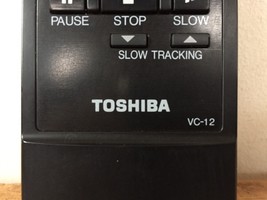 PAUSE STOP SLOW
SLOW TRACKING
TOSHIBA
VC-12